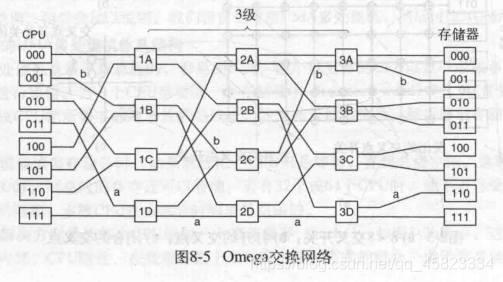 3级
CPU
存储器
000
001
010
011
100
101
110
111
1A
1B
1C
1D
2A
2B
2C
2D
3A
3B
3C
3D
000
001
010
011
100
101
110
111
b
b
b
b
a
a
a
a
图8-5 Omega交换网络
https://blog.csdn.net/qq_45823334